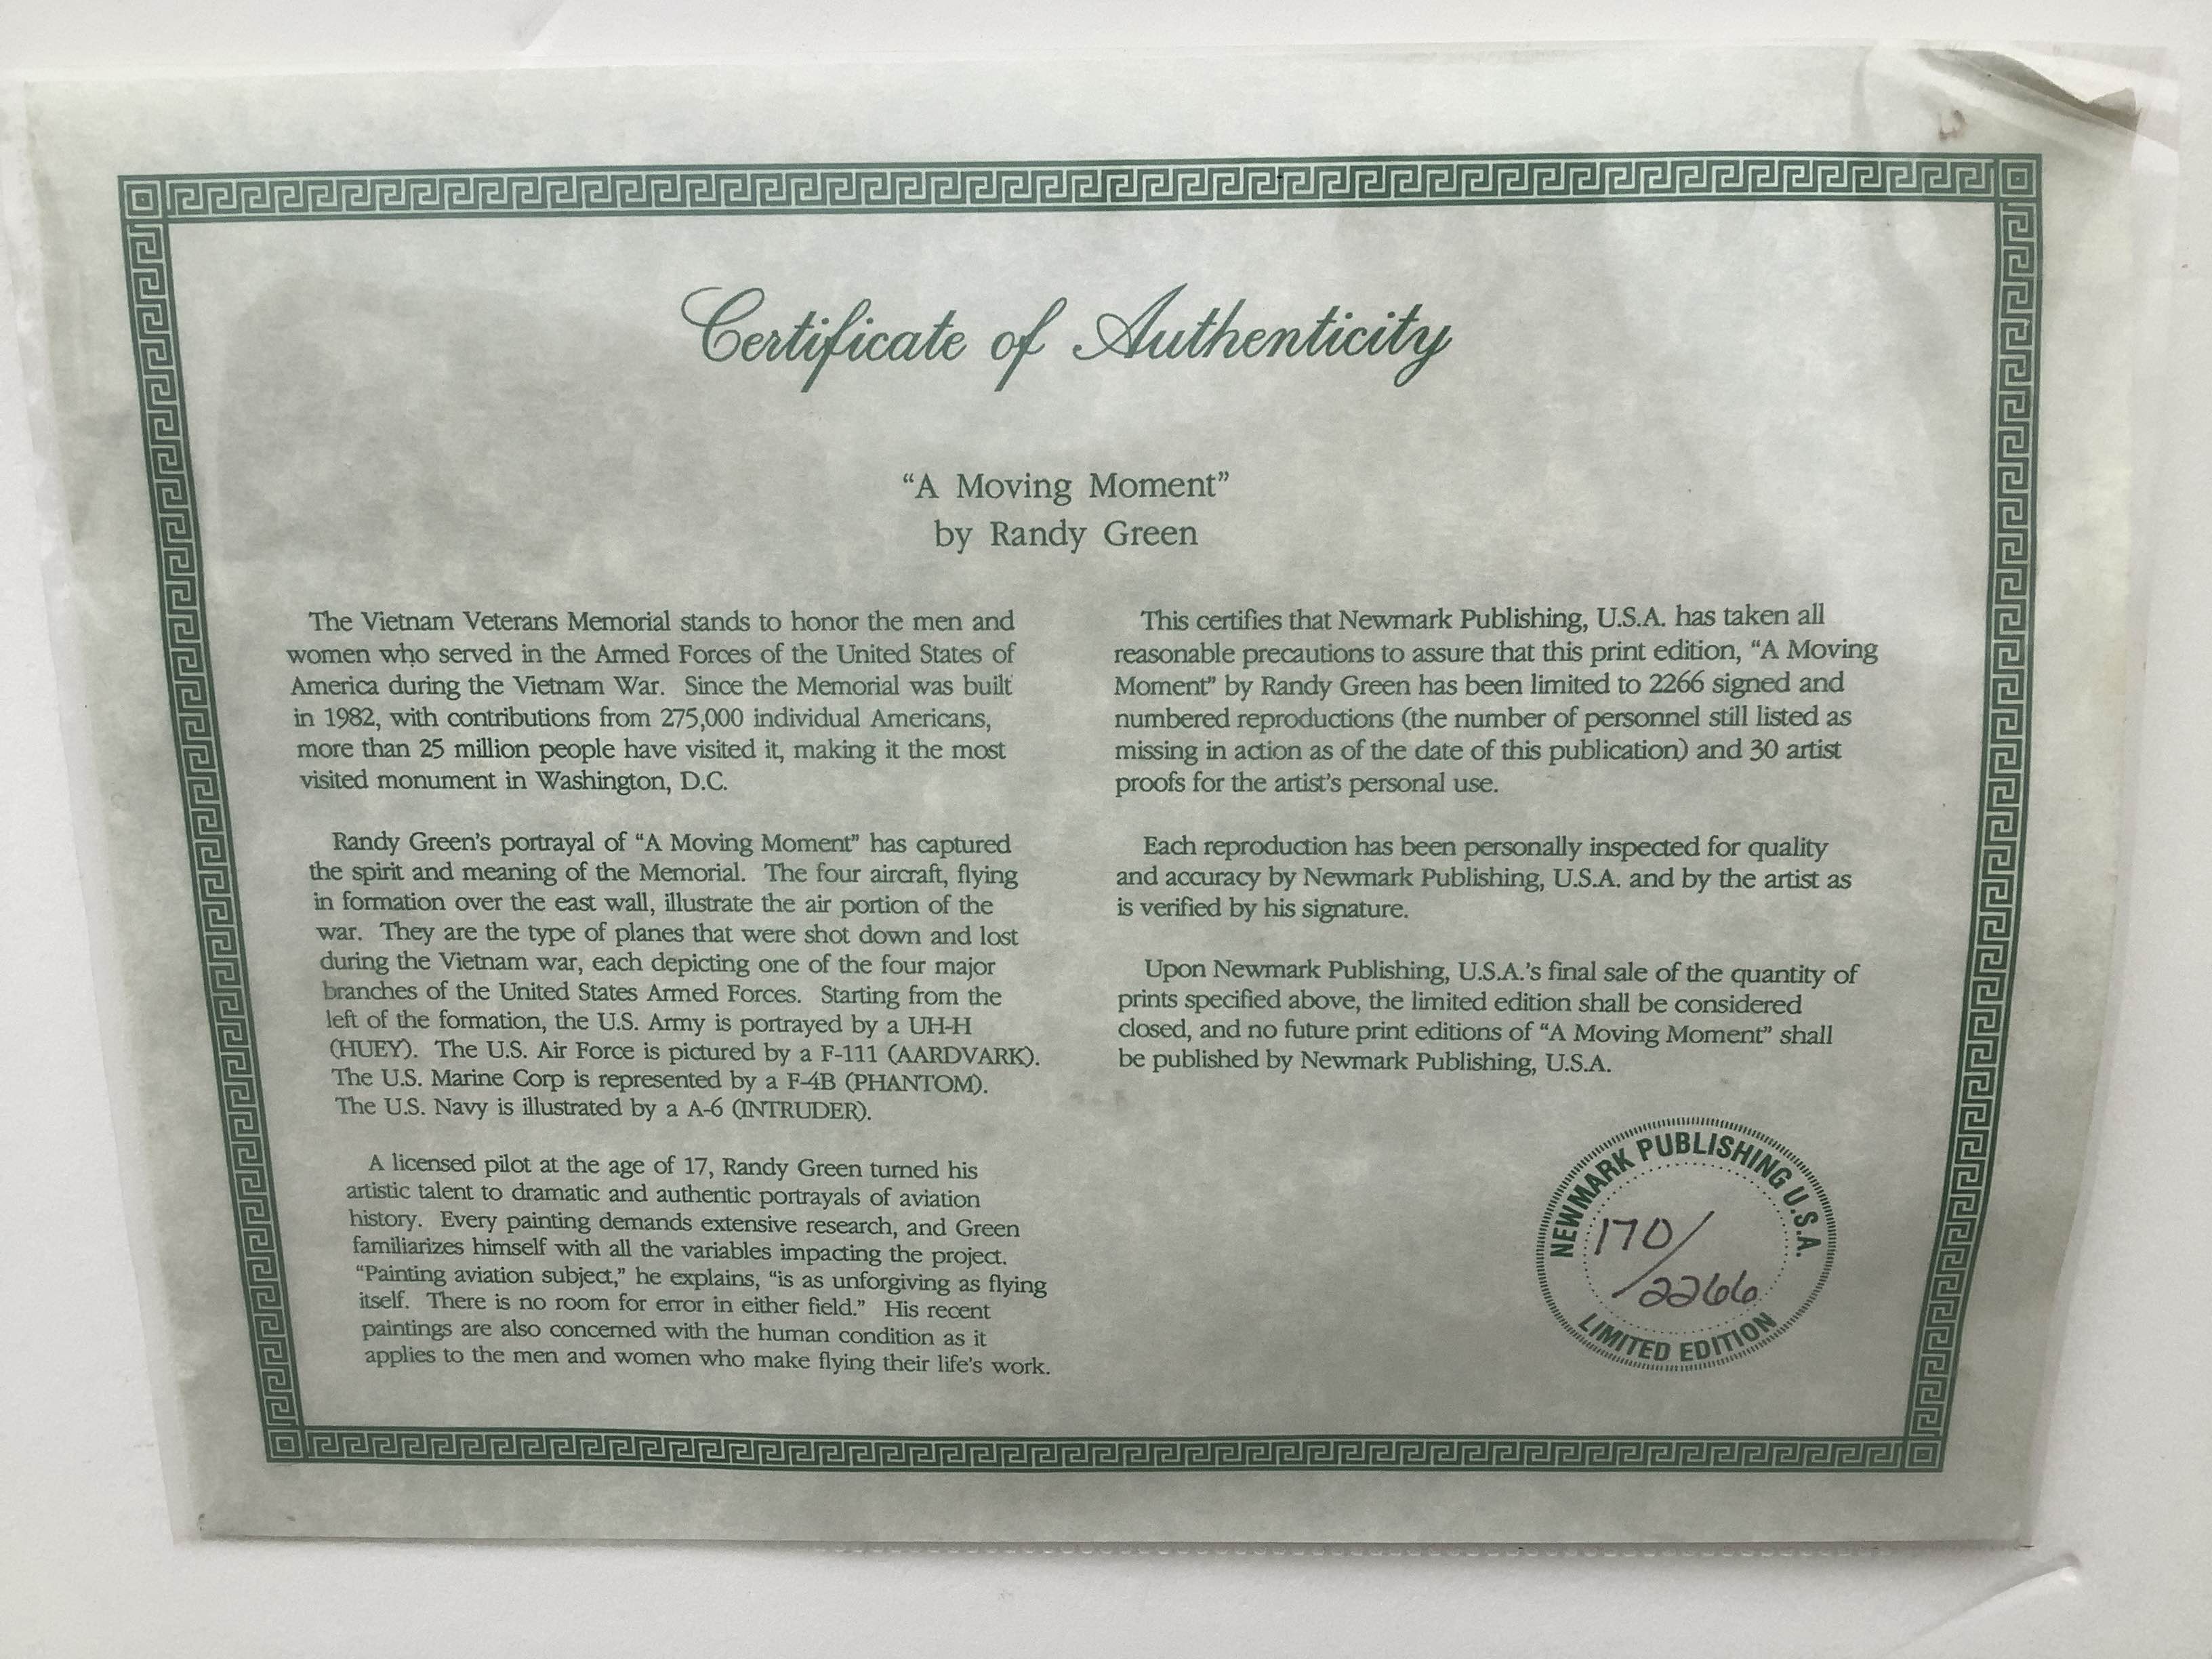 Certificate of Authenticity
“A Moving Moment”
by Randy Green
The Vietnam Veterans Memorial stands to honor the men and
women who served in the Armed Forces of the United States of
America during the Vietnam War. Since the Memorial was built
in 1982, with contributions from 275,000 individual Americans,
more than 25 million people have visited it, making it the most
visited monument in Washington, D.C.
Randy Green’s portrayal of “A Moving Moment” has captured
the spirit and meaning of the Memorial. The four aircraft, flying
in formation over the east wall, illustrate the air portion of the
war. They are the type of planes that were shot down and lost
during the Vietnam war, each depicting one of the four major
branches of the United States Armed Forces. Starting from the
left of the formation, the U.S. Army is portrayed by a UH-H
(HUEY). The U.S. Air Force is pictured by a F-111 (AARDVARK).
The U.S. Marine Corp is represented by a F-4B (PHANTOM).
The U.S. Navy is illustrated by a A-6 (INTRUDER).
A licensed pilot at the age of 17, Randy Green turned his
artistic talent to dramatic and authentic portrayals of aviation
history. Every painting demands extensive research, and Green
familiarizes himself with all the variables impacting the project.
“Painting aviation subject,” he explains, “is as unforgiving as flying
itself. There is no room for error in either field.” His recent
paintings are also concerned with the human condition as it
applies to the men and women who make flying their life’s work.
This certifies that Newmark Publishing, U.S.A. has taken all
reasonable precautions to assure that this print edition, “A Moving
Moment” by Randy Green has been limited to 2266 signed and
numbered reproductions (the number of personnel still listed as
missing in action as of the date of this publication) and 30 artist
proofs for the artist’s personal use.
Each reproduction has been personally inspected for quality
and accuracy by Newmark Publishing, U.S.A. and by the artist as
is verified by his signature.
Upon Newmark Publishing, U.S.A.’s final sale of the quantity of
prints specified above, the limited edition shall be considered
closed, and no future print editions of “A Moving Moment” shall
be published by Newmark Publishing, U.S.A.
NEWMARK PUBLISHING U.S.A.
170/
2266
LIMITED EDITION